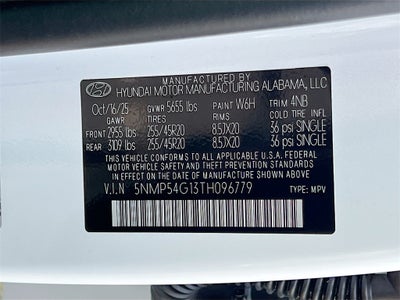 MANUFACTURED BY
HYUNDAI MOTOR MANUFACTURING ALABAMA, LLC
Oct/16/25 GVWR 5655 lbs PAINT W6H TRIM 4NB
GAWR TIRES RIMS COLD TIRE INFL
FRONT 2955 lbs 255/45R20 8.5JX20 36 psi SINGLE
REAR 3109 lbs 255/45R20 8.5JX20 36 psi SINGLE
THIS VEHICLE CONFORMS TO ALL APPLICABLE
U.S. FEDERAL MOTOR VEHICLE SAFETY AND THEFT PREVENTION
STANDARDS IN EFFECT ON THE DATE OF MANUFACTURE SHOWN ABOVE.
V.I.N 5NMP54G13TH096779 TYPE: MPV